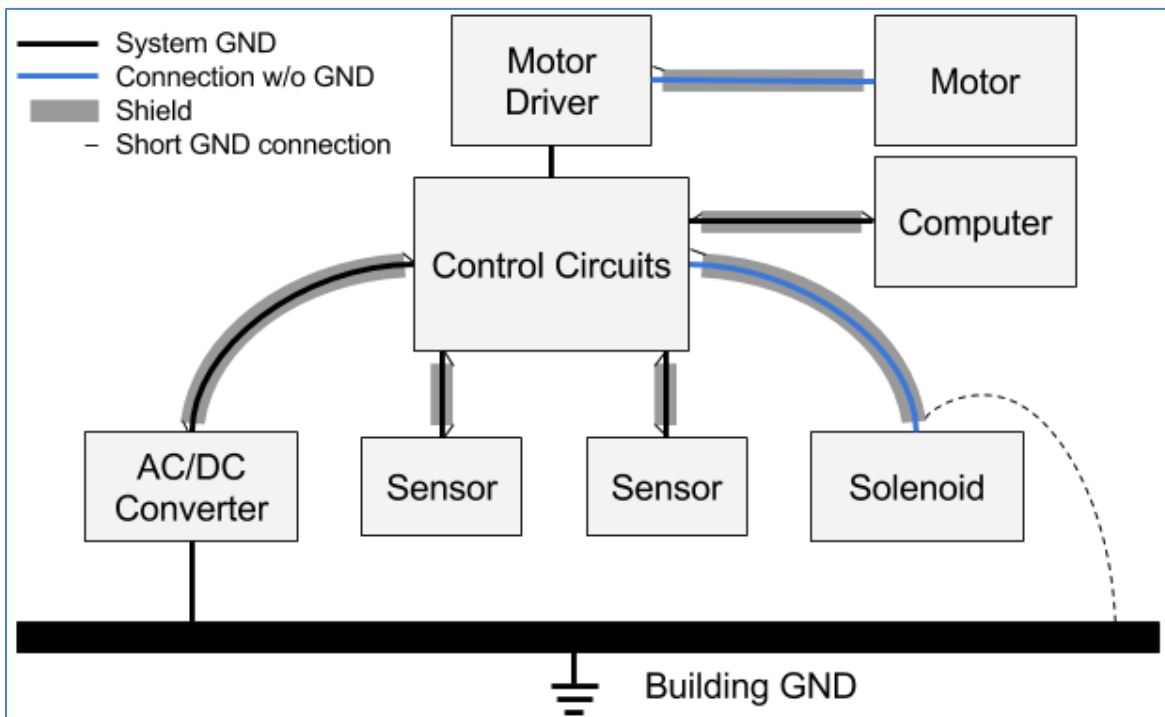 System GND
Connection w/o GND
Shield
Short GND connection
Motor
Driver
Motor
Computer
Control Circuits
AC/DC
Converter
Sensor
Sensor
Solenoid
Building GND